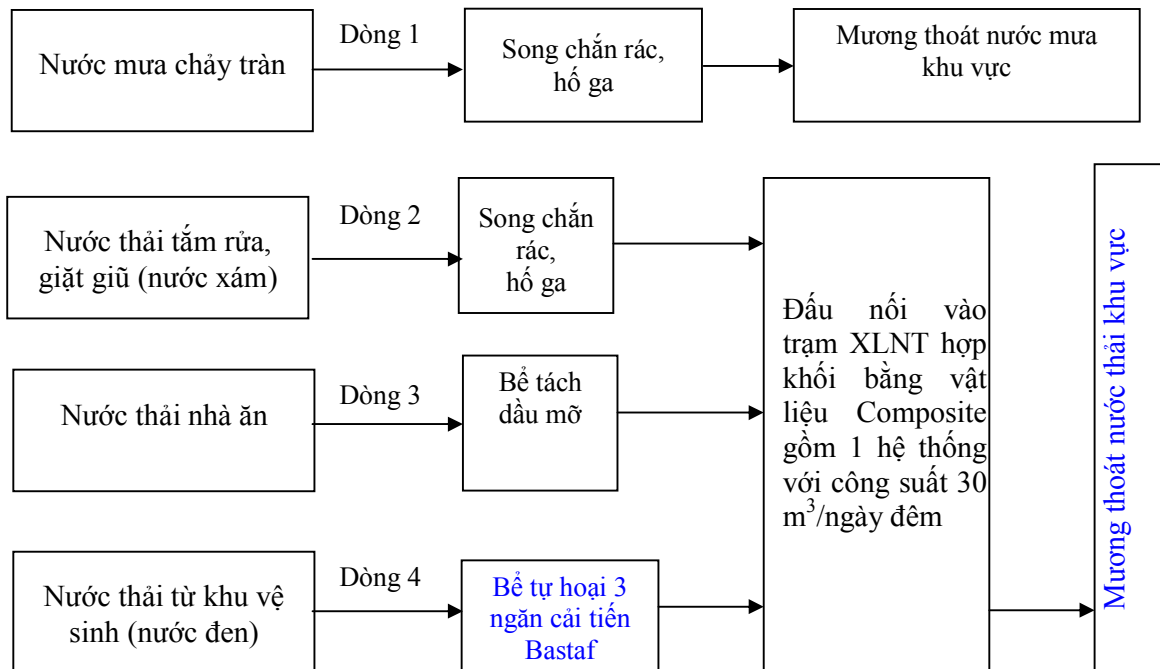 Nước mưa chảy tràn
Dòng 1
Song chắn rác,
hố ga
Mương thoát nước mưa
khu vực
Nước thải tắm rửa,
giặt giũ (nước xám)
Dòng 2
Song chắn
rác,
hố ga
Nước thải nhà ăn
Dòng 3
Bể tách
dầu mỡ
Nước thải từ khu vệ
sinh (nước đen)
Dòng 4
Bể tự hoại 3
ngăn cải tiến
Bastaf
Đấu nối vào
trạm XLNT hợp
khối bằng vật
liệu Composite
gồm 1 hệ thống
với công suất 30
m³/ngày đêm
Mương thoát nước thải khu vực